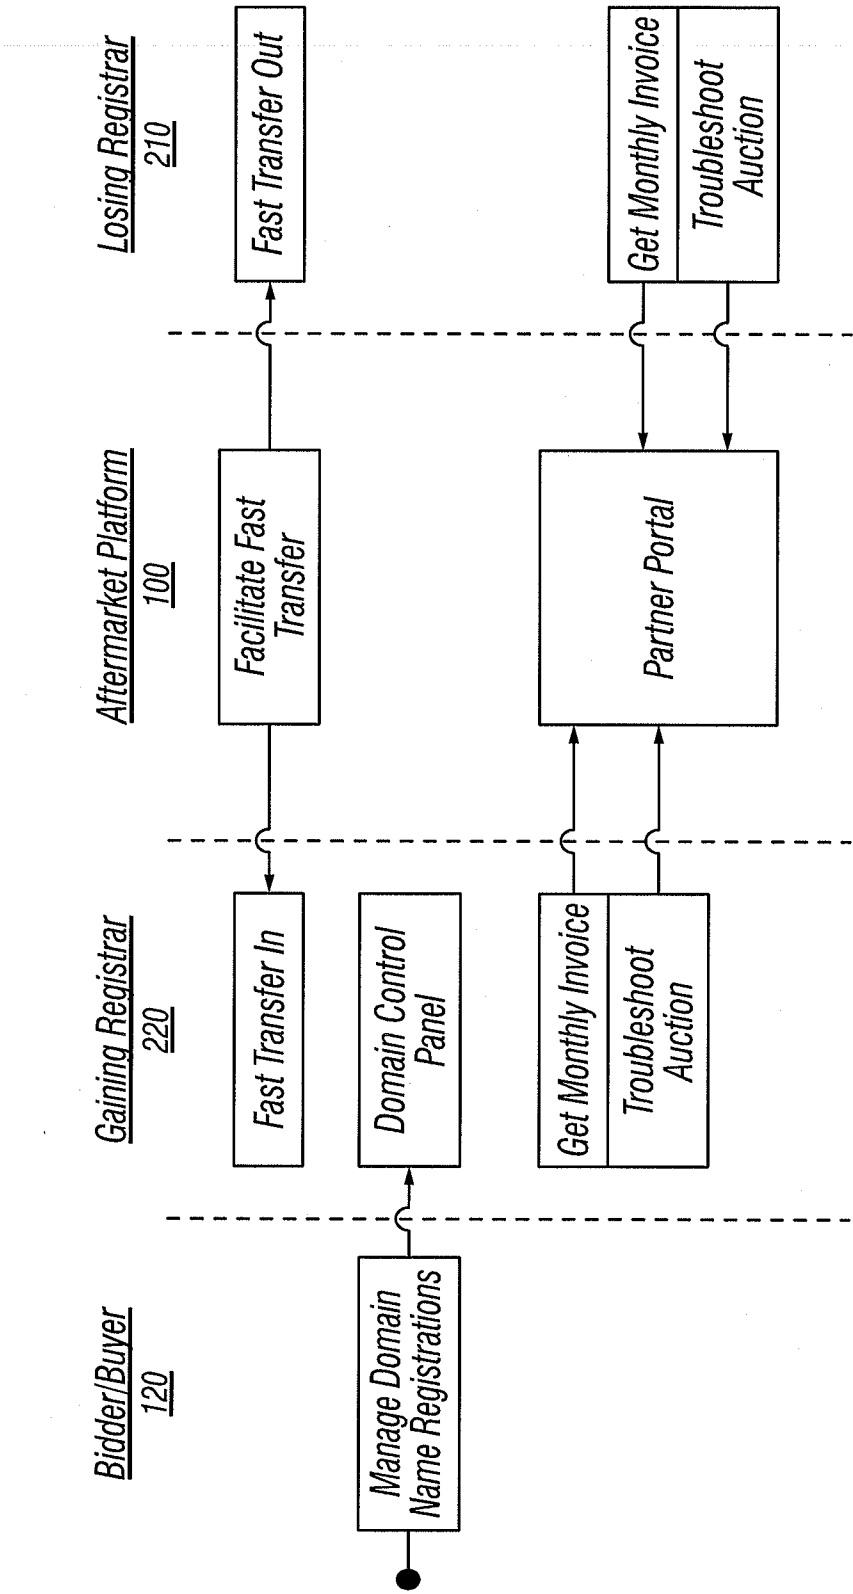 Bidder/Buyer
120
Gaining Registrar
220
Aftermarket Platform
100
Losing Registrar
210
Fast Transfer In
Facilitate Fast
Transfer
Fast Transfer Out
Manage Domain
Name Registrations
Domain Control
Panel
Get Monthly Invoice
Troubleshoot
Auction
Partner Portal
Get Monthly Invoice
Troubleshoot
Auction